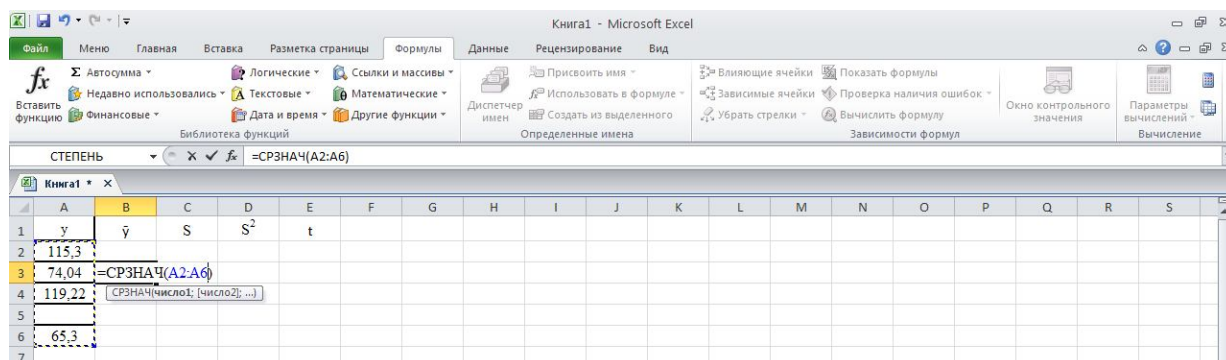 Книга1 - Microsoft Excel
Файл Меню Главная Вставка Разметка страницы Формулы Данные Рецензирование Вид
fx Вставить функцию
Σ Автосумма
Недавно использовались
Финансовые
Логические
Текстовые
Дата и время
Ссылки и массивы
Математические
Другие функции
Библиотека функций
Диспетчер имен
Присвоить имя
Использовать в формуле
Создать из выделенного
Определенные имена
Влияющие ячейки
Зависимые ячейки
Убрать стрелки
Показать формулы
Проверка наличия ошибок
Вычислить формулу
Зависимости формул
Окно контрольного значения
Параметры вычислений
Вычисление
СТЕПЕНЬ fx =СРЗНАЧ(A2:A6)
Книга1 *
A B C D E F G H I J K L M N O P Q R S
1 y ȳ S S² t
2 115,3
3 74,04 =СРЗНАЧ(A2:A6)
4 119,22 СРЗНАЧ(число1; [число2]; ...)
5
6 65,3
7